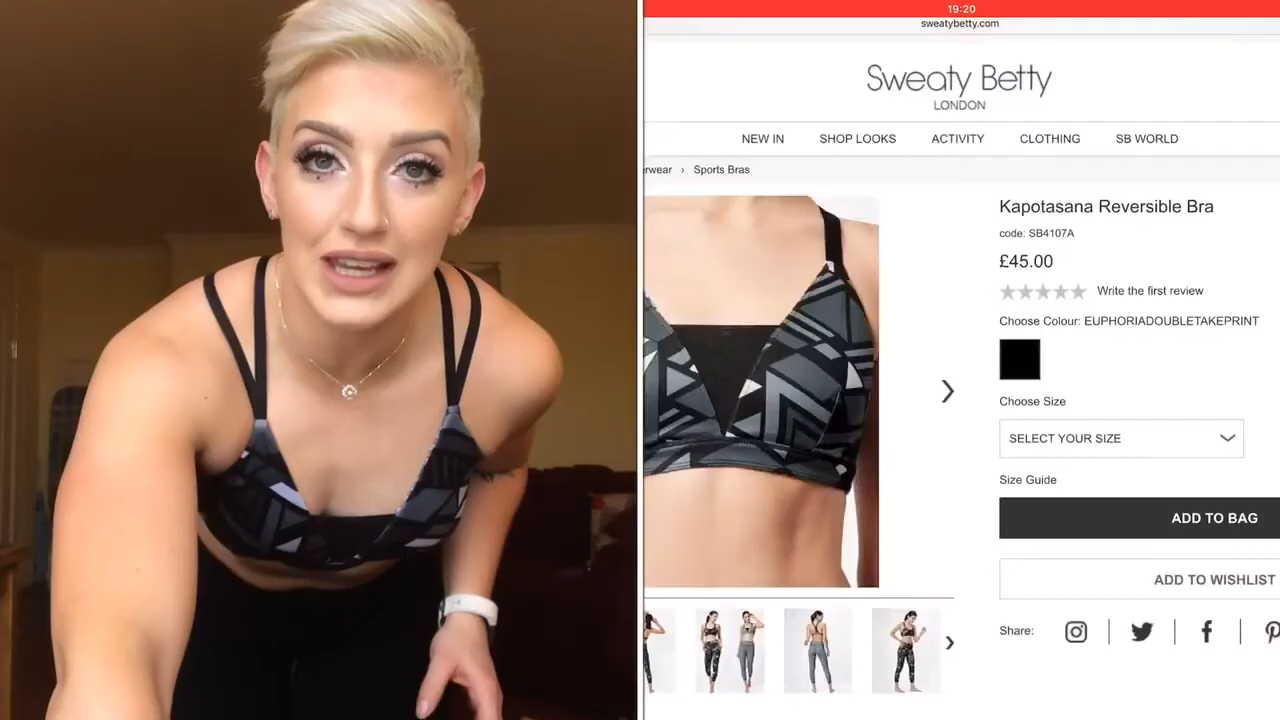 19:20
sweatybetty.com
Sweaty Betty
LONDON
NEW IN SHOP LOOKS ACTIVITY CLOTHING SB WORLD
rwear › Sports Bras
Kapotasana Reversible Bra
code: SB4107A
£45.00
Write the first review
Choose Colour: EUPHORIADOUBLETAKEPRINT
Choose Size
SELECT YOUR SIZE
Size Guide
ADD TO BAG
ADD TO WISHLIST
Share: